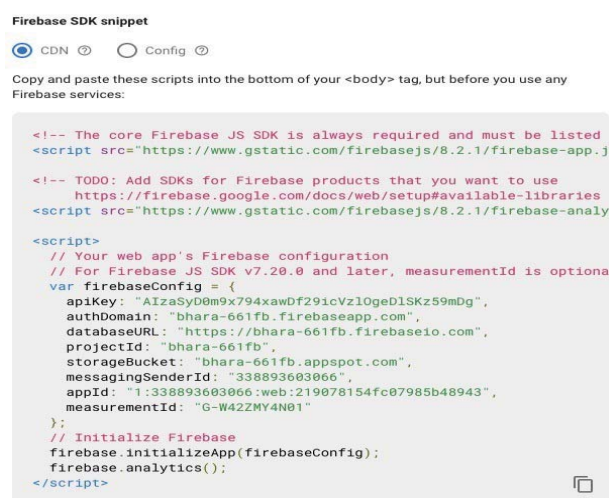 Firebase SDK snippet
CDN Config
Copy and paste these scripts into the bottom of your <body> tag, but before you use any
Firebase services:
<!-- The core Firebase JS SDK is always required and must be listed
<script src="https://www.gstatic.com/firebasejs/8.2.1/firebase-app.j
<!-- TODO: Add SDKs for Firebase products that you want to use
https://firebase.google.com/docs/web/setup#available-libraries
<script src="https://www.gstatic.com/firebasejs/8.2.1/firebase-analy
<script>
// Your web app's Firebase configuration
// For Firebase JS SDK v7.20.0 and later, measurementId is optiona
var firebaseConfig = {
apiKey: "AIzaSyD0m9x794xawDf29icVzlOgeDlSKz59mDg",
authDomain: "bhara-661fb.firebaseapp.com",
databaseURL: "https://bhara-661fb.firebaseio.com",
projectId: "bhara-661fb",
storageBucket: "bhara-661fb.appspot.com",
messagingSenderId: "338893603066",
appId: "1:338893603066:web:219078154fc07985b48943",
measurementId: "G-W42ZMY4N01"
};
// Initialize Firebase
firebase.initializeApp(firebaseConfig);
firebase.analytics();
</script>